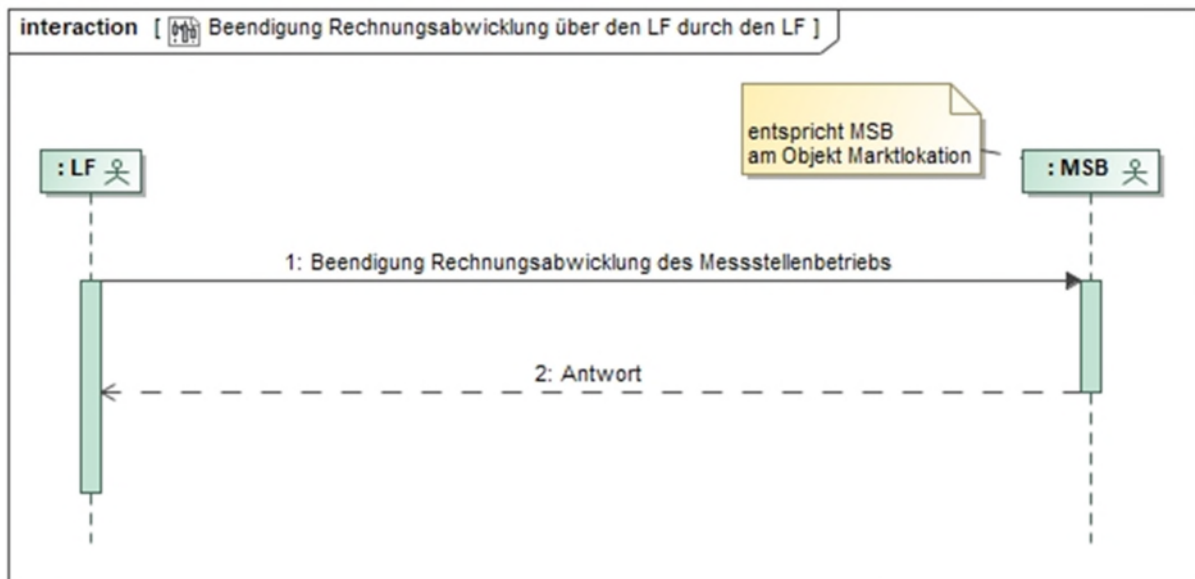 interaction [ Beendigung Rechnungsabwicklung über den LF durch den LF ]
entspricht MSB
am Objekt Marktlokation
: LF
: MSB
1: Beendigung Rechnungsabwicklung des Messstellenbetriebs
2: Antwort